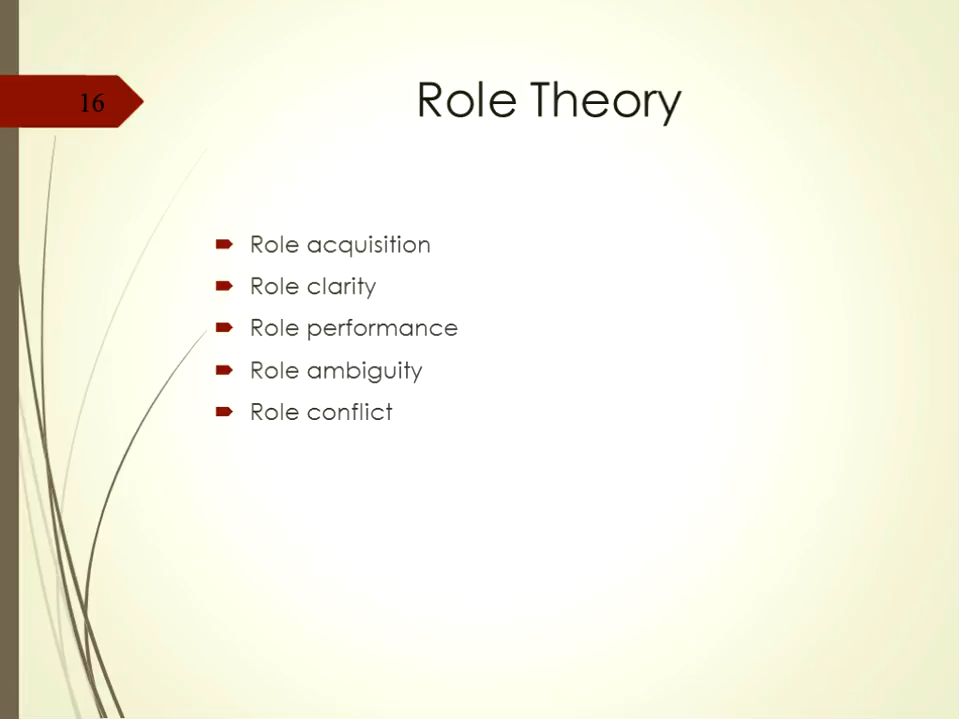 16
Role Theory
Role acquisition
Role clarity
Role performance
Role ambiguity
Role conflict